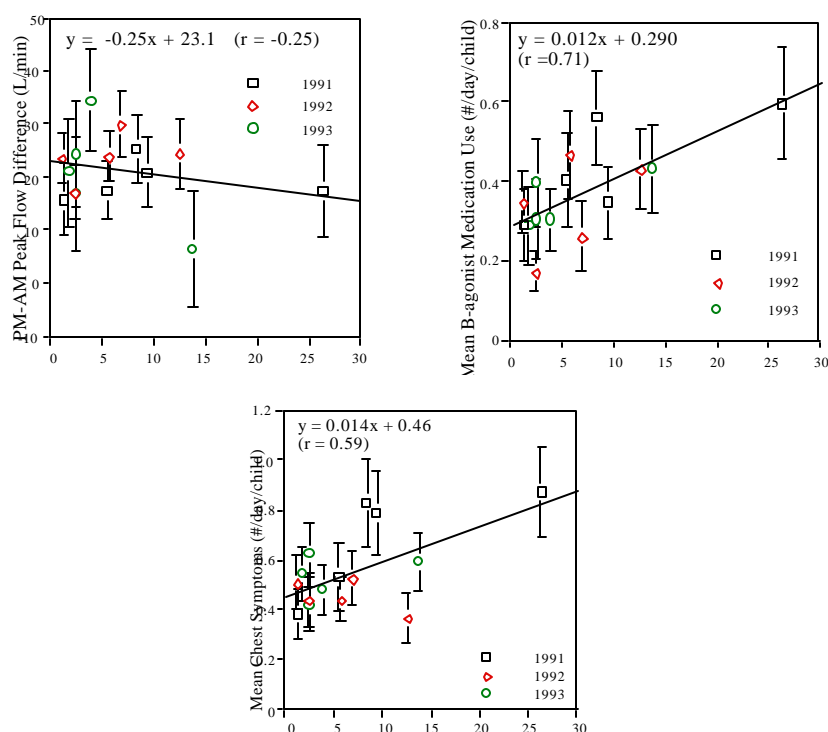 50
40
30
20
10
0
10
PM-AM Peak Flow Difference (L/min)
y = -0.25x + 23.1 (r = -0.25)
1991
1992
1993
0 5 10 15 20 25 30
0.8
0.6
0.4
0.2
0
Mean B-agonist Medication Use (#/day/child)
y = 0.012x + 0.290
(r =0.71)
1991
1992
1993
0 5 10 15 20 25 30
1.2
1.0
0.8
0.6
0.4
0.2
0
Mean Chest Symptoms (#/day/child)
y = 0.014x + 0.46
(r = 0.59)
1991
1992
1993
0 5 10 15 20 25 30